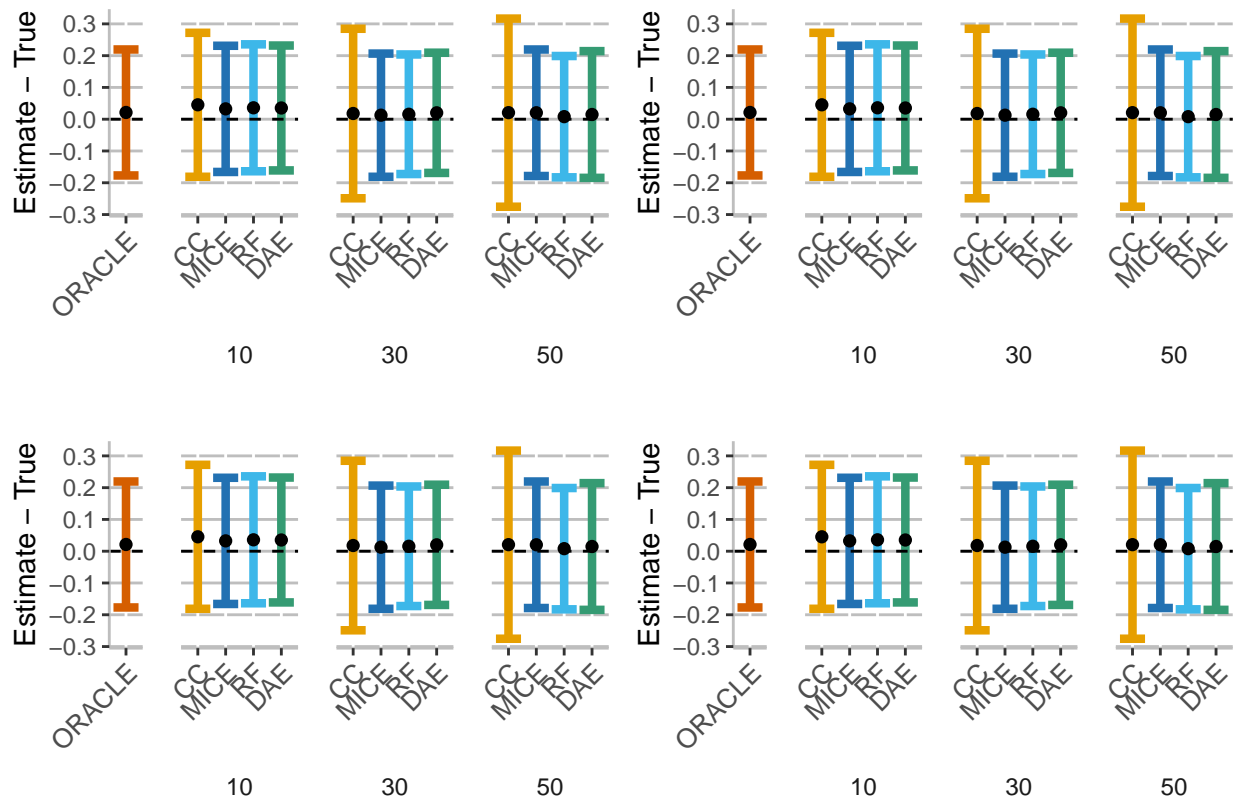 Estimate − True
0.3
0.2
0.1
0.0
−0.1
−0.2
−0.3
ORACLE
CC
MICE
RF
DAE
CC
MICE
RF
DAE
CC
MICE
RF
DAE
10
30
50
Estimate − True
0.3
0.2
0.1
0.0
−0.1
−0.2
−0.3
ORACLE
CC
MICE
RF
DAE
CC
MICE
RF
DAE
CC
MICE
RF
DAE
10
30
50
Estimate − True
0.3
0.2
0.1
0.0
−0.1
−0.2
−0.3
ORACLE
CC
MICE
RF
DAE
CC
MICE
RF
DAE
CC
MICE
RF
DAE
10
30
50
Estimate − True
0.3
0.2
0.1
0.0
−0.1
−0.2
−0.3
ORACLE
CC
MICE
RF
DAE
CC
MICE
RF
DAE
CC
MICE
RF
DAE
10
30
50